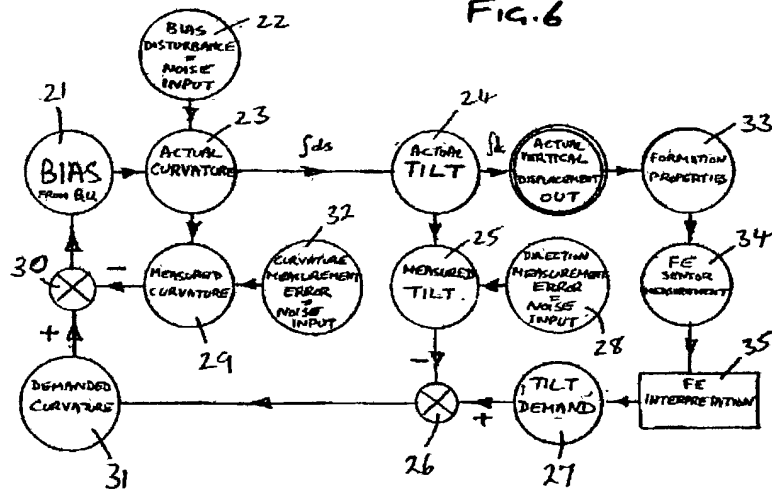 FIG. 6
22
BIAS
DISTURBANCE
=
NOISE
INPUT
21
BIAS
FROM B.U.
23
ACTUAL
CURVATURE
∫ds
24
ACTUAL
TILT
ACTUAL
VERTICAL
DISPLACEMENT
OUT
33
FORMATION
PROPERTIES
30
-
+
MEASURED
CURVATURE
29
32
CURVATURE
MEASUREMENT
ERROR
=
NOISE
INPUT
25
MEASURED
TILT.
DIRECTION
MEASUREMENT
ERROR
=
NOISE
INPUT
28
34
FE
SENSOR
MEASUREMENT
35
FE
INTERPRETATION
DEMANDED
CURVATURE
31
-
+
26
TILT
DEMAND
27